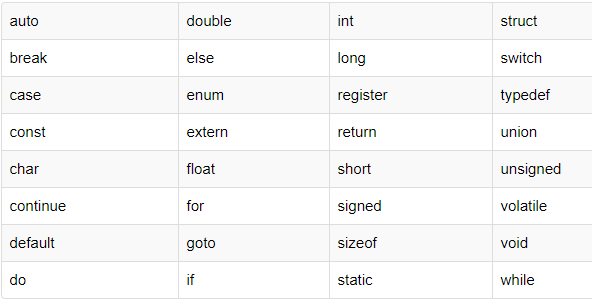 auto double int struct
break else long switch
case enum register typedef
const extern return union
char float short unsigned
continue for signed volatile
default goto sizeof void
do if static while